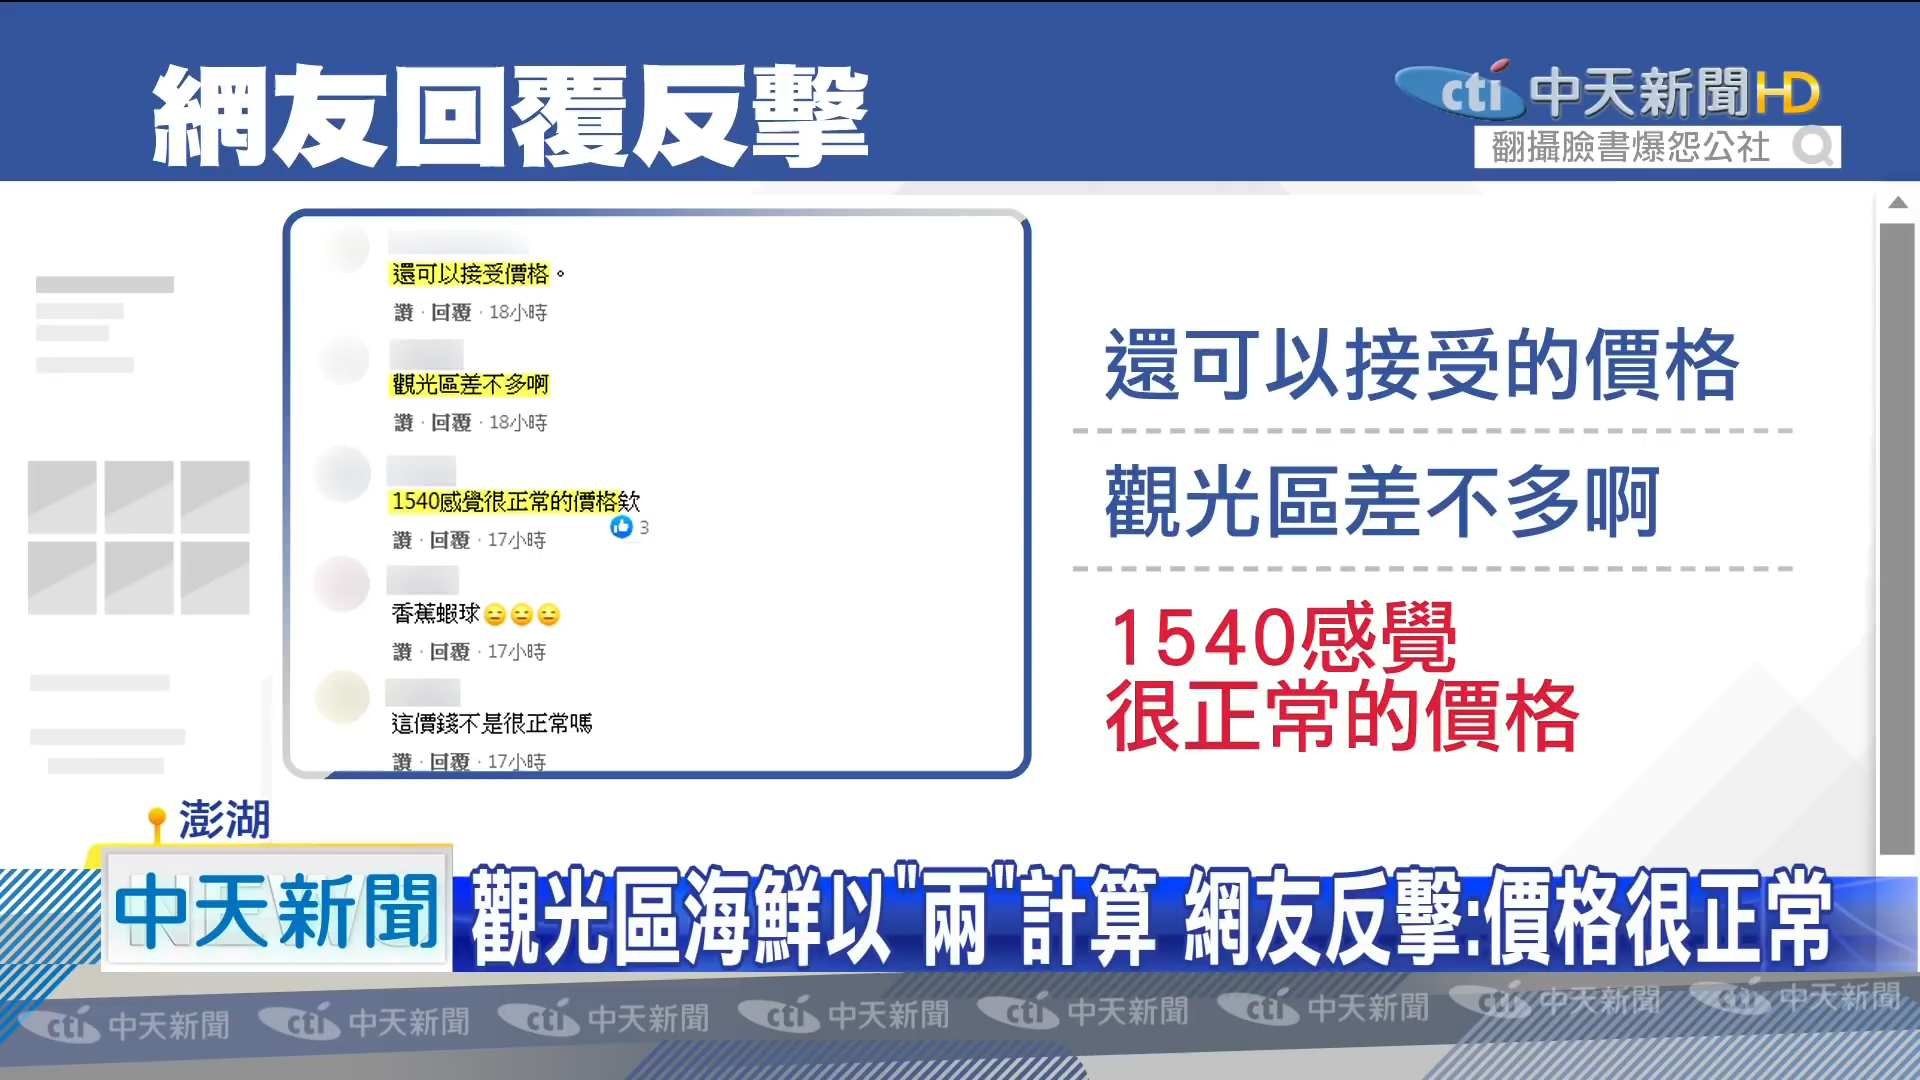 網友回覆反擊
cti 中天新聞HD
翻攝臉書爆怨公社
還可以接受價格。
讚 · 回覆 · 18小時
觀光區差不多啊
讚 · 回覆 · 18小時
1540感覺很正常的價格欸
3
讚 · 回覆 · 17小時
香蕉蝦球😑😑😑
讚 · 回覆 · 17小時
這價錢不是很正常嗎
讚 · 回覆 · 17小時
還可以接受的價格
觀光區差不多啊
1540感覺
很正常的價格
澎湖
NEWS
中天新聞
觀光區海鮮以"兩"計算 網友反擊:價格很正常
cti 中天新聞 cti 中天新聞 cti 中天新聞 cti 中天新聞 cti 中天新聞 cti 中天新聞 cti 中天新聞 cti 中天新聞